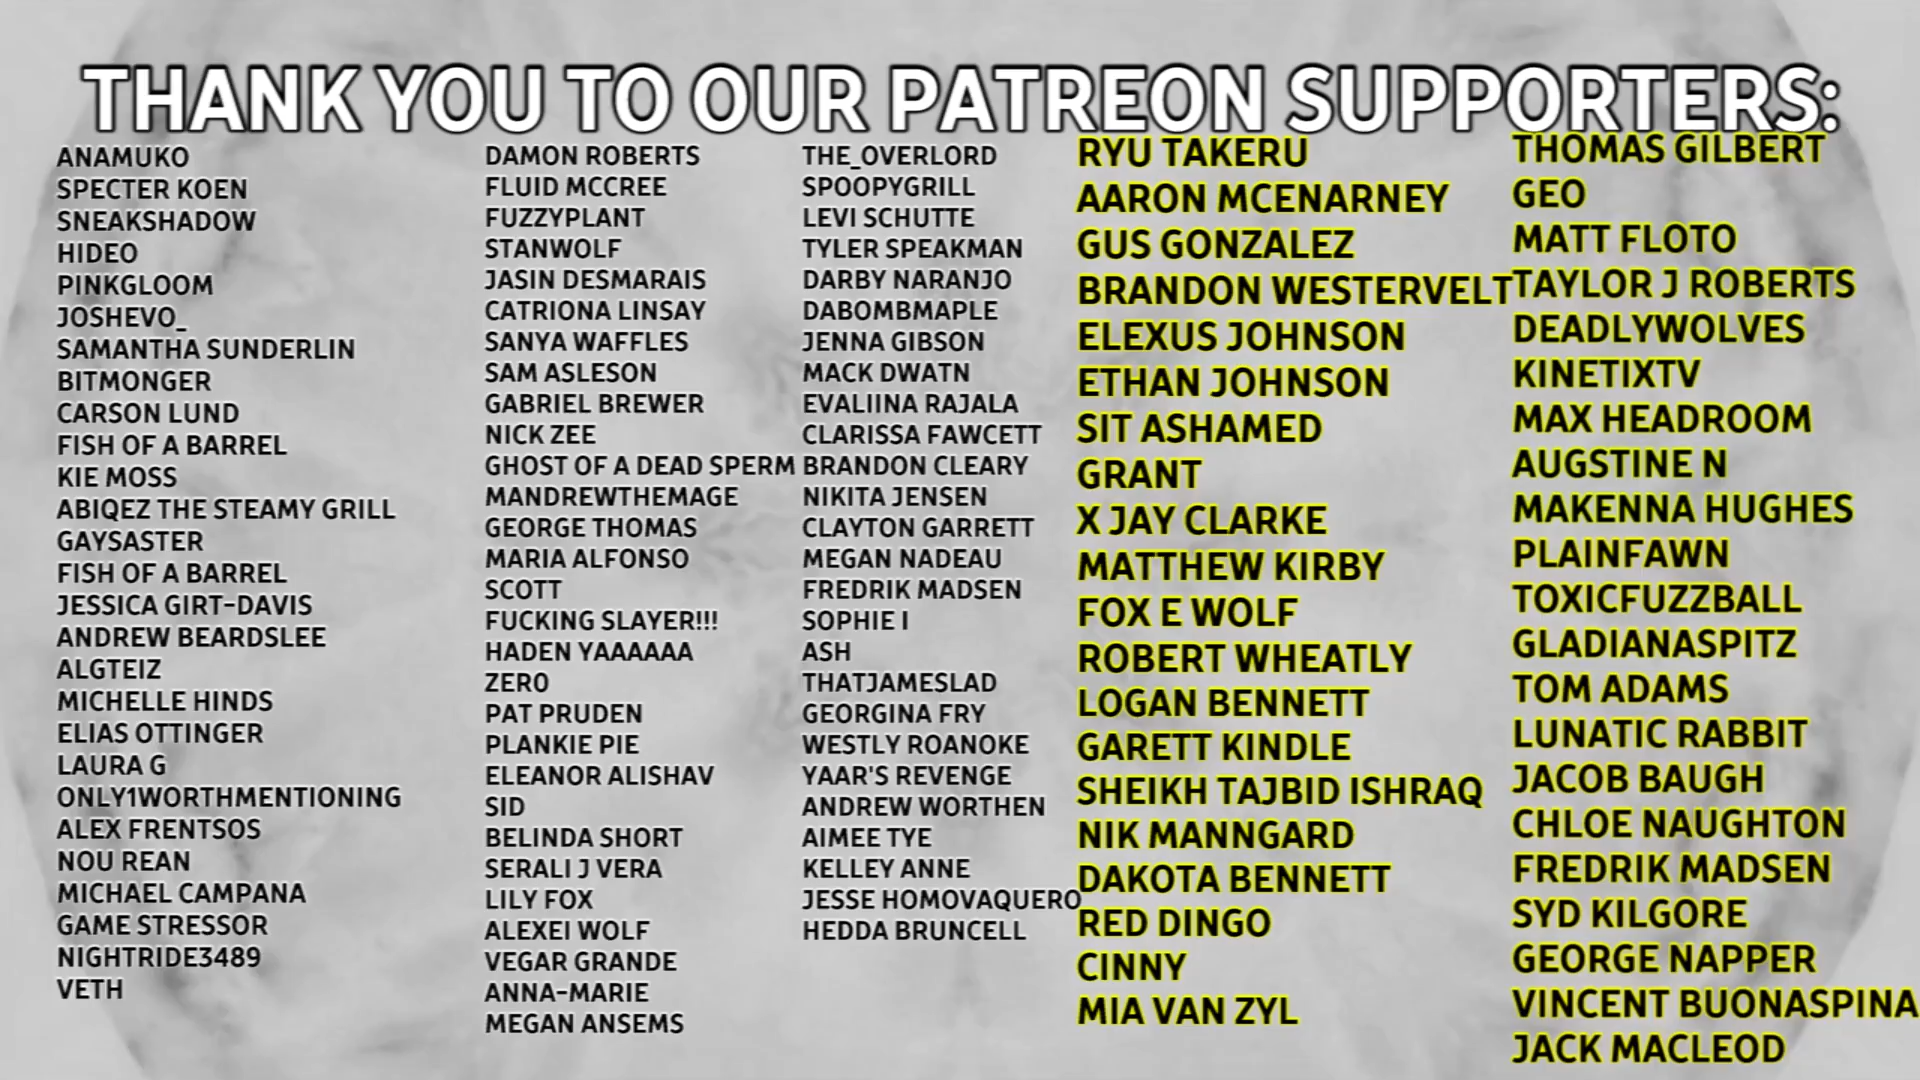 THANK YOU TO OUR PATREON SUPPORTERS:
ANAMUKO
SPECTER KOEN
SNEAKSHADOW
HIDEO
PINKGLOOM
JOSHEVO_
SAMANTHA SUNDERLIN
BITMONGER
CARSON LUND
FISH OF A BARREL
KIE MOSS
ABIQEZ THE STEAMY GRILL
GAYSASTER
FISH OF A BARREL
JESSICA GIRT-DAVIS
ANDREW BEARDSLEE
ALGTEIZ
MICHELLE HINDS
ELIAS OTTINGER
LAURA G
ONLY1WORTHMENTIONING
ALEX FRENTSOS
NOU REAN
MICHAEL CAMPANA
GAME STRESSOR
NIGHTRIDE3489
VETH
DAMON ROBERTS
FLUID MCCREE
FUZZYPLANT
STANWOLF
JASIN DESMARAIS
CATRIONA LINSAY
SANYA WAFFLES
SAM ASLESON
GABRIEL BREWER
NICK ZEE
GHOST OF A DEAD SPERM
MANDREWTHEMAGE
GEORGE THOMAS
MARIA ALFONSO
SCOTT
FUCKING SLAYER!!!
HADEN YAAAAAA
ZERO
PAT PRUDEN
PLANKIE PIE
ELEANOR ALISHAV
SID
BELINDA SHORT
SERALI J VERA
LILY FOX
ALEXEI WOLF
VEGAR GRANDE
ANNA-MARIE
MEGAN ANSEMS
THE_OVERLORD
SPOOPYGRILL
LEVI SCHUTTE
TYLER SPEAKMAN
DARBY NARANJO
DABOMBMAPLE
JENNA GIBSON
MACK DWATN
EVALIINA RAJALA
CLARISSA FAWCETT
BRANDON CLEARY
NIKITA JENSEN
CLAYTON GARRETT
MEGAN NADEAU
FREDRIK MADSEN
SOPHIE I
ASH
THATJAMESLAD
GEORGINA FRY
WESTLY ROANOKE
YAAR'S REVENGE
ANDREW WORTHEN
AIMEE TYE
KELLEY ANNE
JESSE HOMOVAQUERO
HEDDA BRUNCELL
RYU TAKERU
AARON MCENARNEY
GUS GONZALEZ
BRANDON WESTERVELT
ELEXUS JOHNSON
ETHAN JOHNSON
SIT ASHAMED
GRANT
X JAY CLARKE
MATTHEW KIRBY
FOX E WOLF
ROBERT WHEATLY
LOGAN BENNETT
GARETT KINDLE
SHEIKH TAJBID ISHRAQ
NIK MANNGARD
DAKOTA BENNETT
RED DINGO
CINNY
MIA VAN ZYL
THOMAS GILBERT
GEO
MATT FLOTO
TAYLOR J ROBERTS
DEADLYWOLVES
KINETIXTV
MAX HEADROOM
AUGSTINE N
MAKENNA HUGHES
PLAINFAWN
TOXICFUZZBALL
GLADIANASPITZ
TOM ADAMS
LUNATIC RABBIT
JACOB BAUGH
CHLOE NAUGHTON
FREDRIK MADSEN
SYD KILGORE
GEORGE NAPPER
VINCENT BUONASPINA
JACK MACLEOD